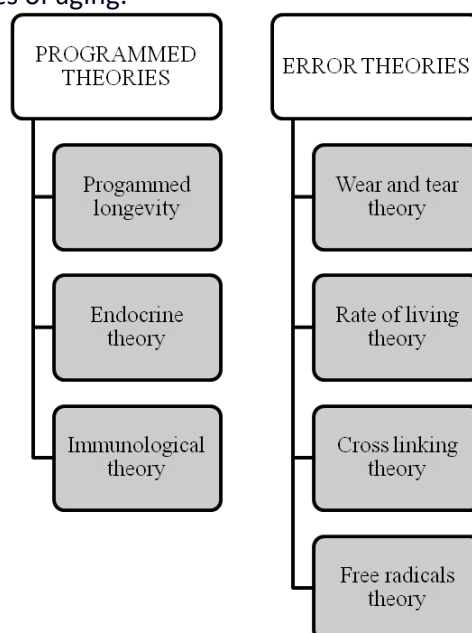 es of aging.
PROGRAMMED
THEORIES
Progammed
longevity
Endocrine
theory
Immunological
theory
ERROR THEORIES
Wear and tear
theory
Rate of living
theory
Cross linking
theory
Free radicals
theory